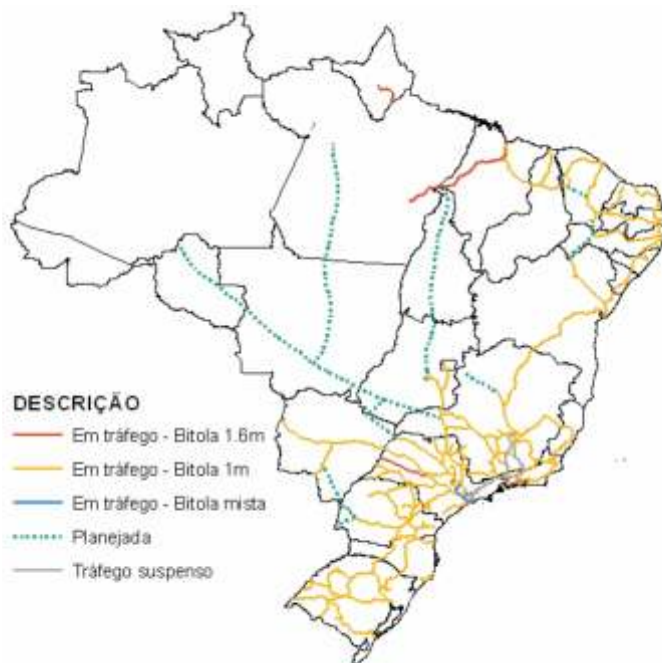 DESCRIÇÃO
Em tráfego - Bitola 1.6m
Em tráfego - Bitola 1m
Em tráfego - Bitola mista
Planejada
Tráfego suspenso